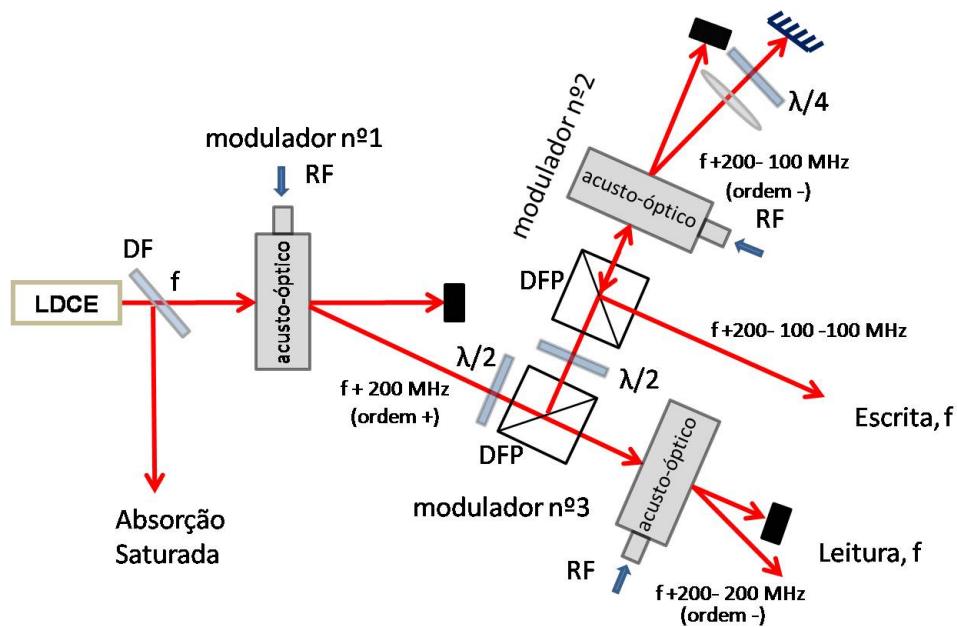 modulador nº1
RF
DF
f
LDCE
acusto-óptico
Absorção
Saturada
f + 200 MHz
(ordem +)
λ/2
DFP
modulador nº2
acusto-óptico
λ/4
f +200- 100 MHz
(ordem -)
RF
DFP
λ/2
f +200- 100 -100 MHz
Escrita, f
modulador nº3
acusto-óptico
RF
Leitura, f
f +200- 200 MHz
(ordem -)